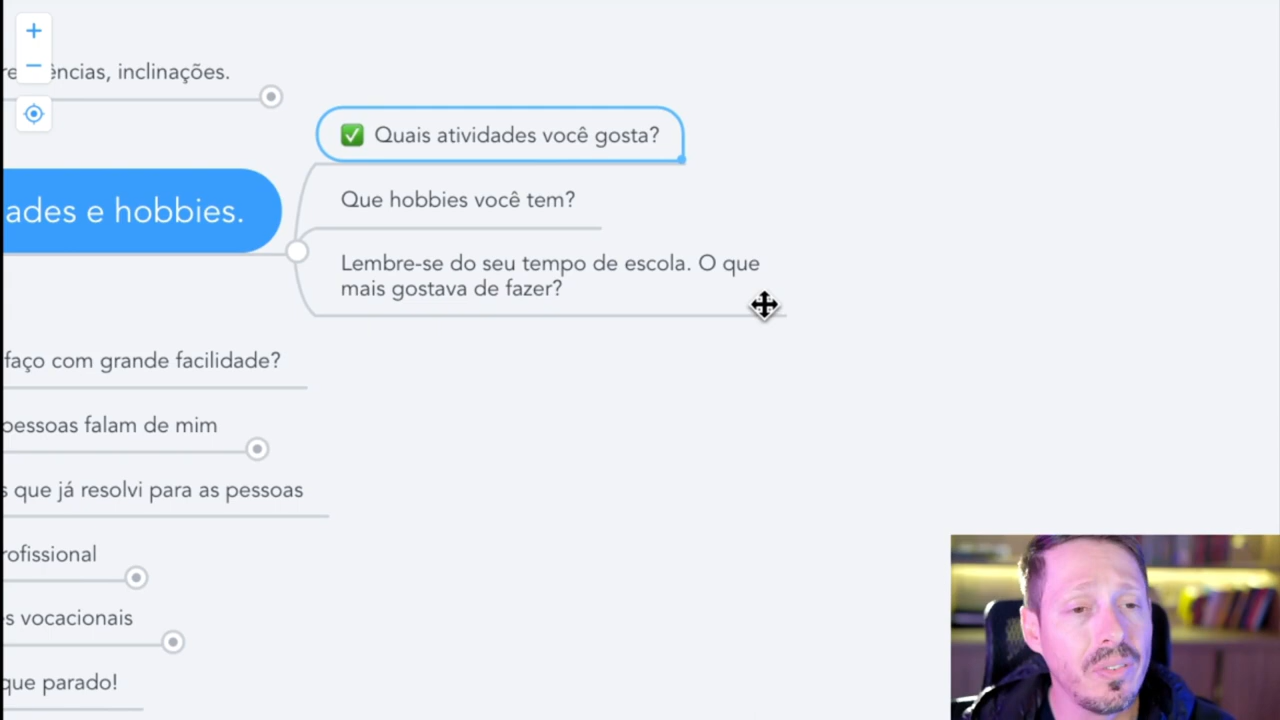 ências, inclinações.
✅ Quais atividades você gosta?
Que hobbies você tem?
ades e hobbies.
Lembre-se do seu tempo de escola. O que
mais gostava de fazer?
faço com grande facilidade?
pessoas falam de mim
s que já resolvi para as pessoas
rofissional
s vocacionais
que parado!